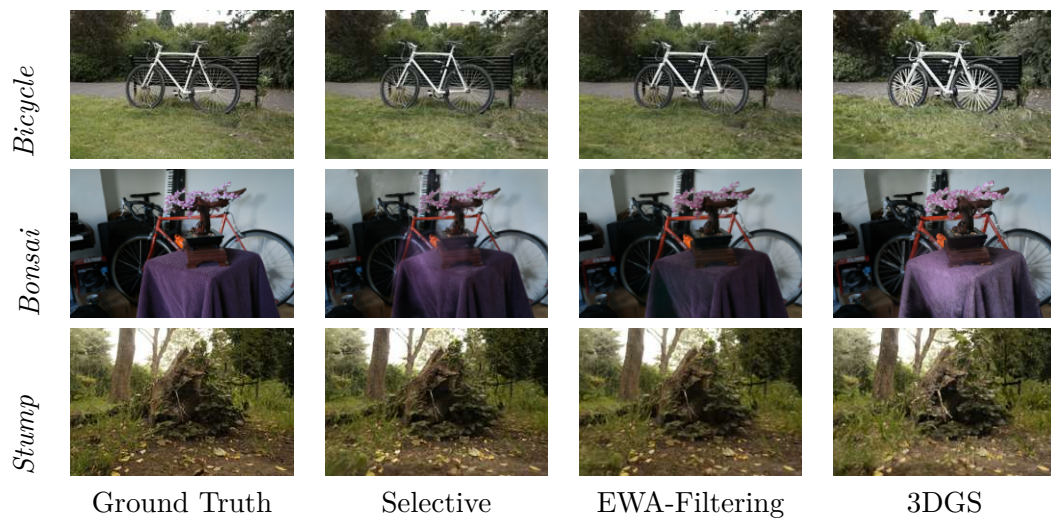 Bicycle
Bonsai
Stump
Ground Truth
Selective
EWA-Filtering
3DGS